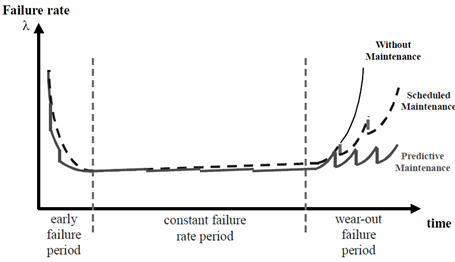 Failure rate
λ
Without
Maintenance
Scheduled
Maintenance
Predictive
Maintenance
time
early
failure
period
constant failure
rate period
wear-out
failure
period